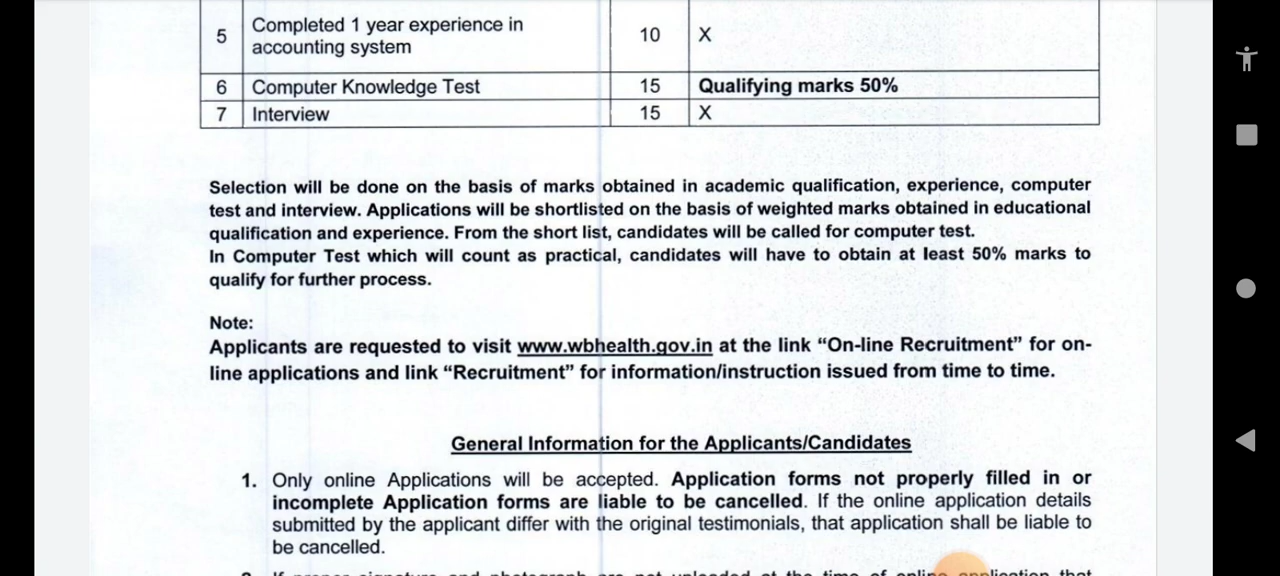 5 Completed 1 year experience in accounting system 10 X
6 Computer Knowledge Test 15 Qualifying marks 50%
7 Interview 15 X
Selection will be done on the basis of marks obtained in academic qualification, experience, computer
test and interview. Applications will be shortlisted on the basis of weighted marks obtained in educational
qualification and experience. From the short list, candidates will be called for computer test.
In Computer Test which will count as practical, candidates will have to obtain at least 50% marks to
qualify for further process.
Note:
Applicants are requested to visit www.wbhealth.gov.in at the link “On-line Recruitment” for on-
line applications and link “Recruitment” for information/instruction issued from time to time.
General Information for the Applicants/Candidates
1. Only online Applications will be accepted. Application forms not properly filled in or
incomplete Application forms are liable to be cancelled. If the online application details
submitted by the applicant differ with the original testimonials, that application shall be liable to
be cancelled.